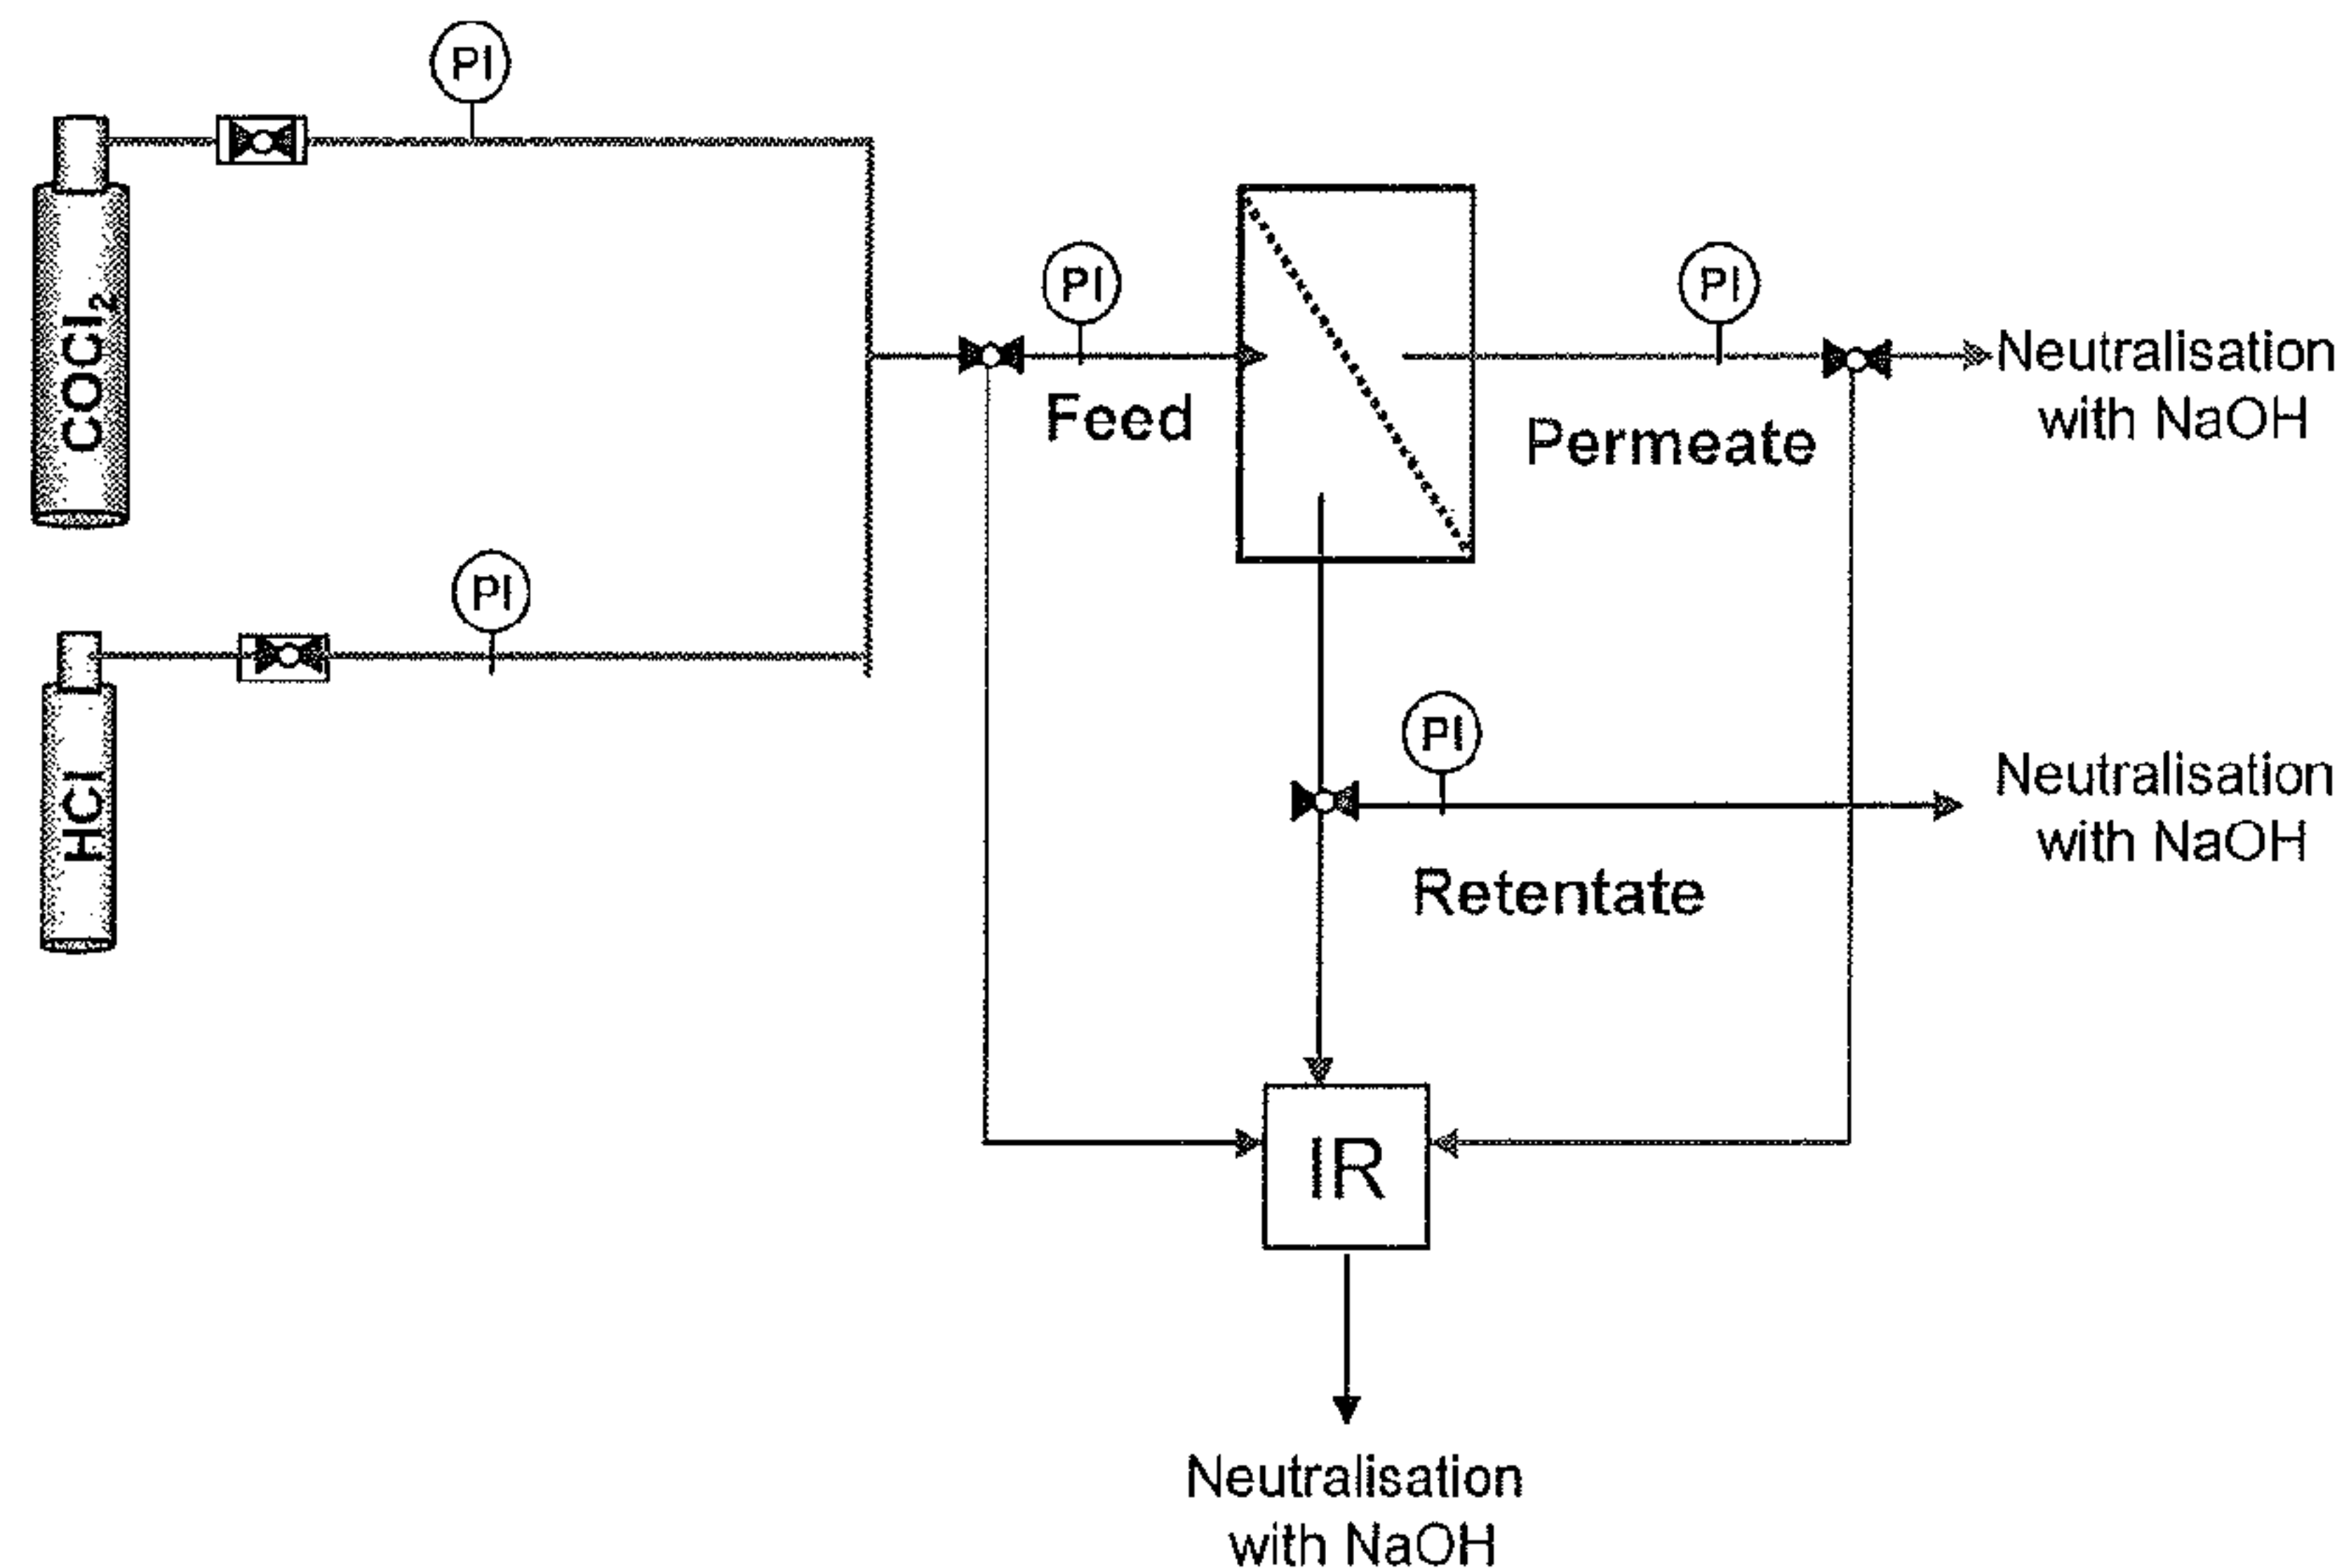 PI
COCl₂
PI
PI
Feed
Permeate
Neutralisation
with NaOH
PI
HCl
PI
Retentate
Neutralisation
with NaOH
IR
Neutralisation
with NaOH